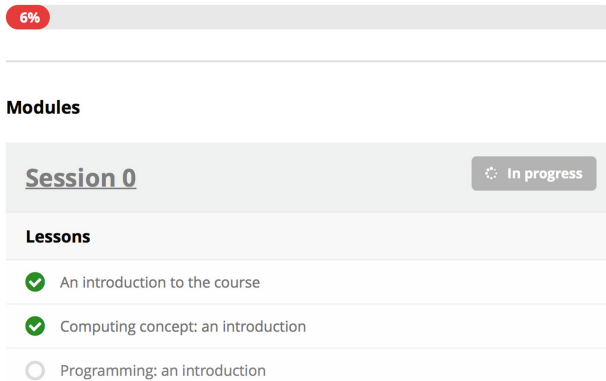 6%
Modules
Session 0
In progress
Lessons
An introduction to the course
Computing concept: an introduction
Programming: an introduction